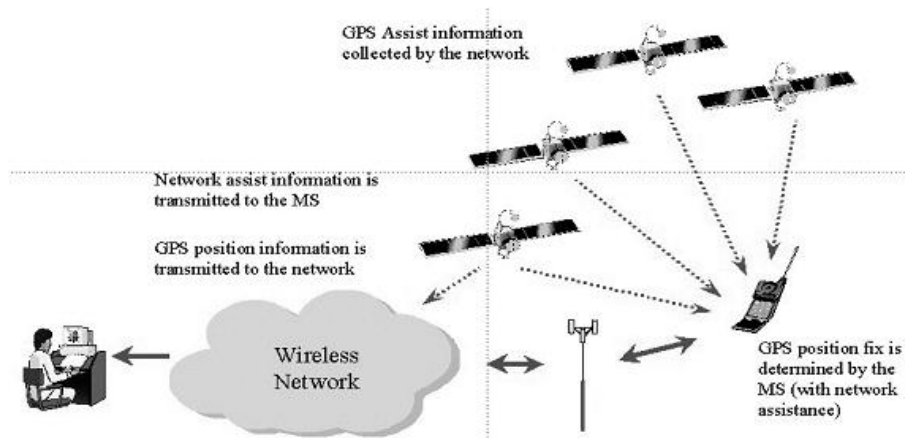 GPS Assist information
collected by the network
Network assist information is
transmitted to the MS
GPS position information is
transmitted to the network
Wireless
Network
GPS position fix is
determined by the
MS (with network
assistance)